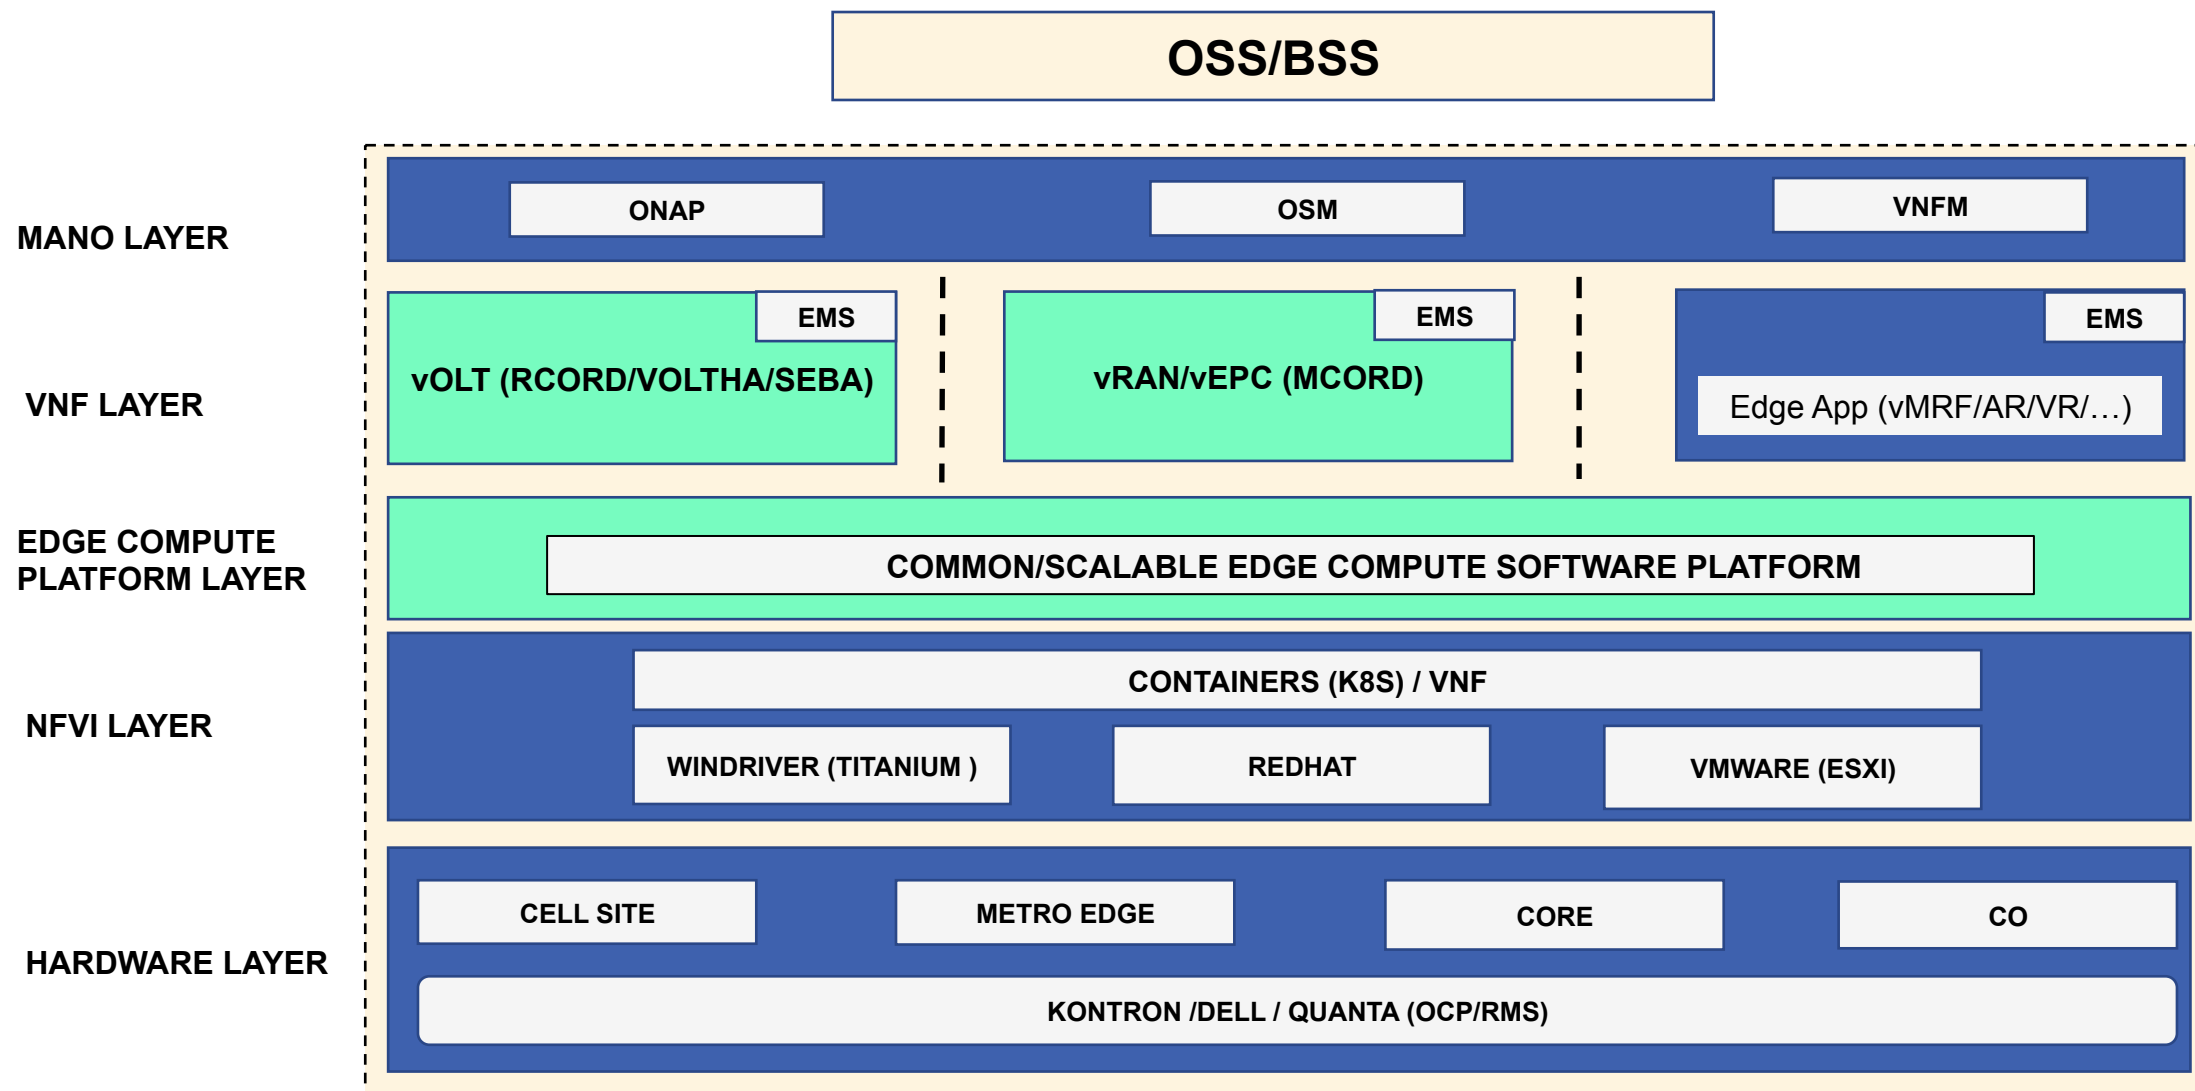 OSS/BSS
MANO LAYER
ONAP
OSM
VNFM
VNF LAYER
EMS
vOLT (RCORD/VOLTHA/SEBA)
EMS
vRAN/vEPC (MCORD)
EMS
Edge App (vMRF/AR/VR/…)
EDGE COMPUTE
PLATFORM LAYER
COMMON/SCALABLE EDGE COMPUTE SOFTWARE PLATFORM
NFVI LAYER
CONTAINERS (K8S) / VNF
WINDRIVER (TITANIUM )
REDHAT
VMWARE (ESXI)
HARDWARE LAYER
CELL SITE
METRO EDGE
CORE
CO
KONTRON /DELL / QUANTA (OCP/RMS)